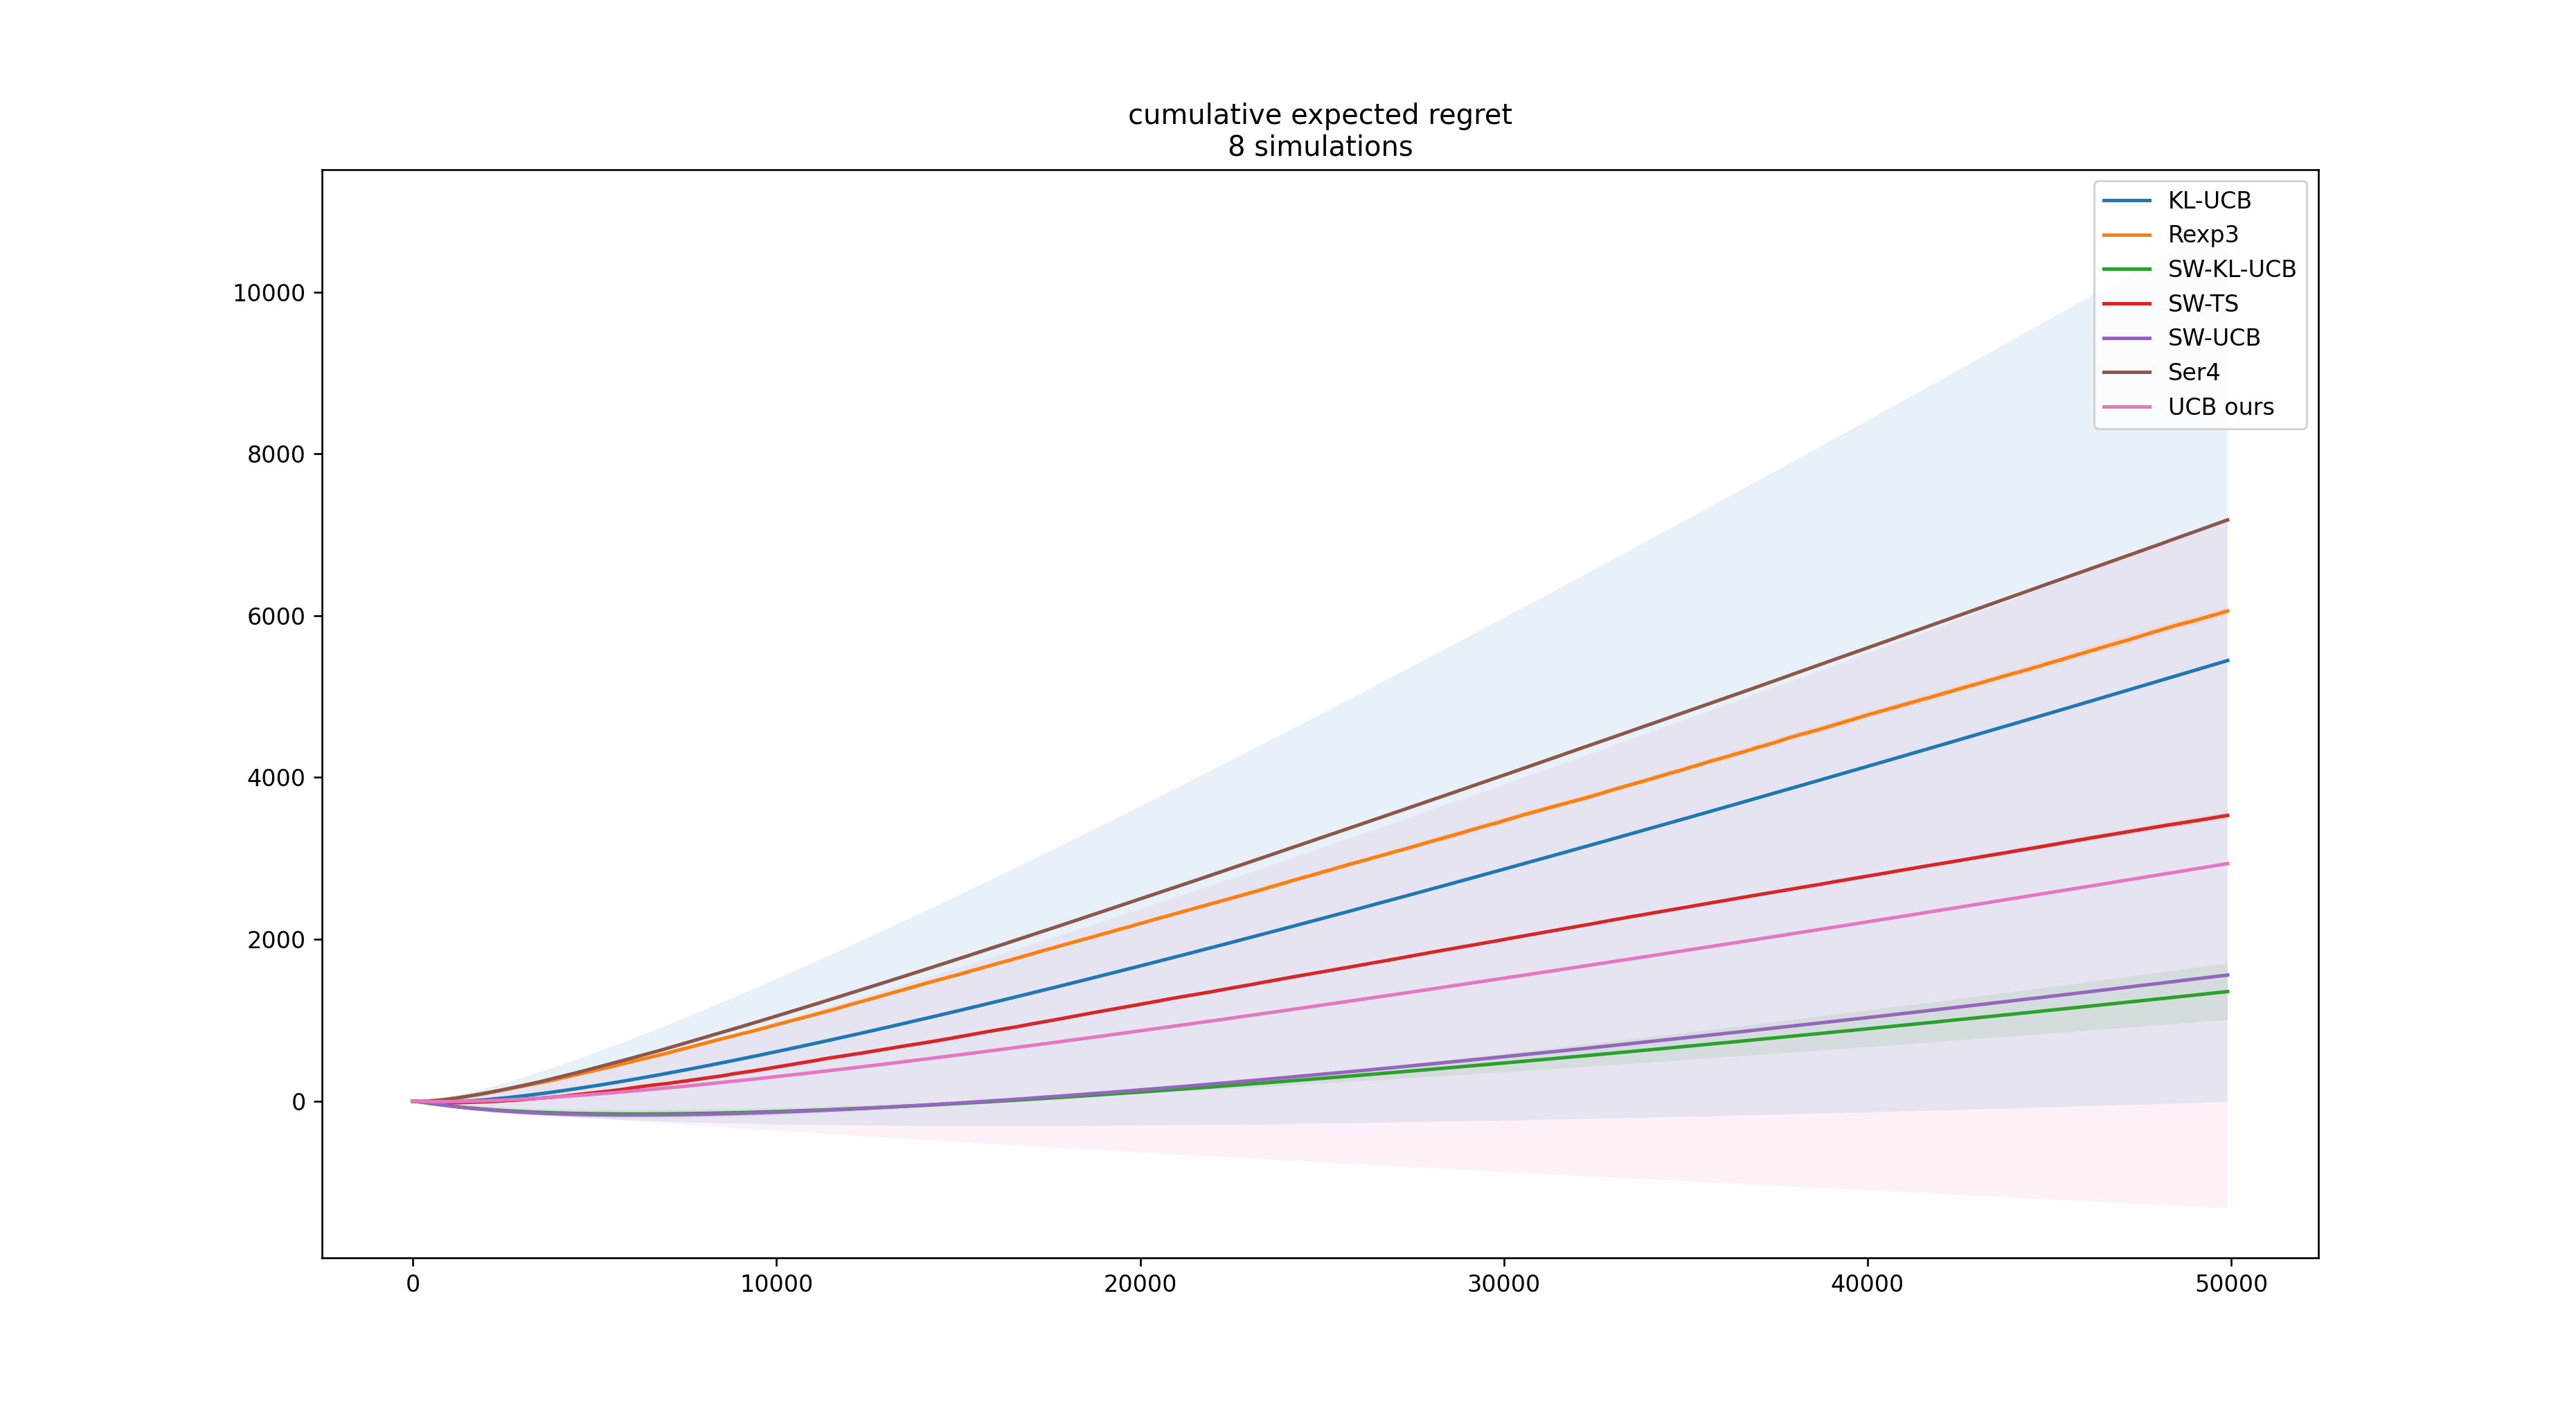 cumulative expected regret
8 simulations
KL-UCB
Rexp3
SW-KL-UCB
SW-TS
SW-UCB
Ser4
UCB ours
10000
8000
6000
4000
2000
0
0
10000
20000
30000
40000
50000